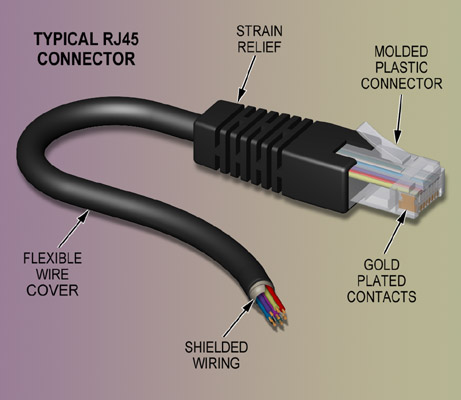 TYPICAL RJ45
CONNECTOR
STRAIN
RELIEF
MOLDED
PLASTIC
CONNECTOR
FLEXIBLE
WIRE
COVER
GOLD
PLATED
CONTACTS
SHIELDED
WIRING